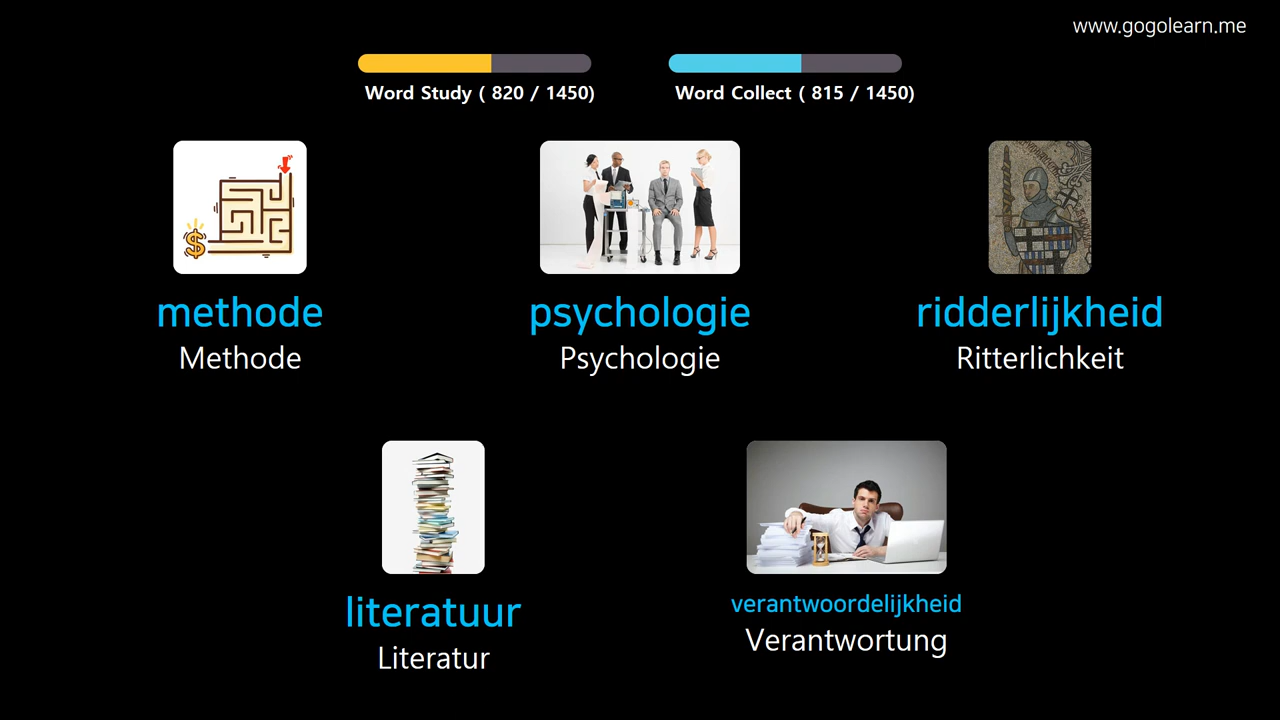 www.gogolearn.me
Word Study ( 820 / 1450)
Word Collect ( 815 / 1450)
methode
psychologie
ridderlijkheid
Methode
Psychologie
Ritterlichkeit
literatuur
verantwoordelijkheid
Literatur
Verantwortung